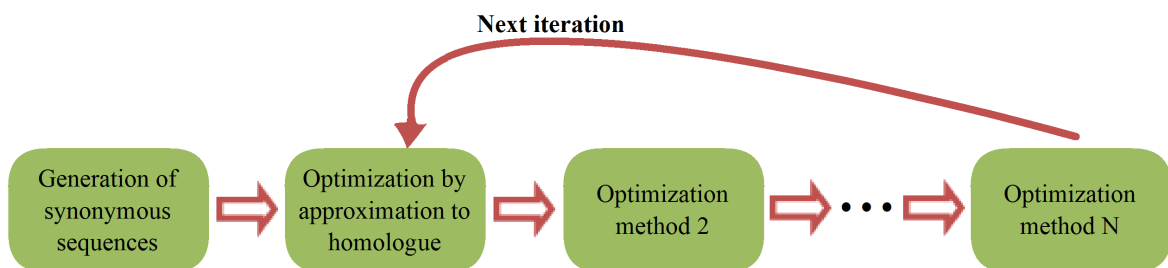 Next iteration
Generation of
synonymous
sequences
Optimization by
approximation to
homologue
Optimization
method 2
•••
Optimization
method N